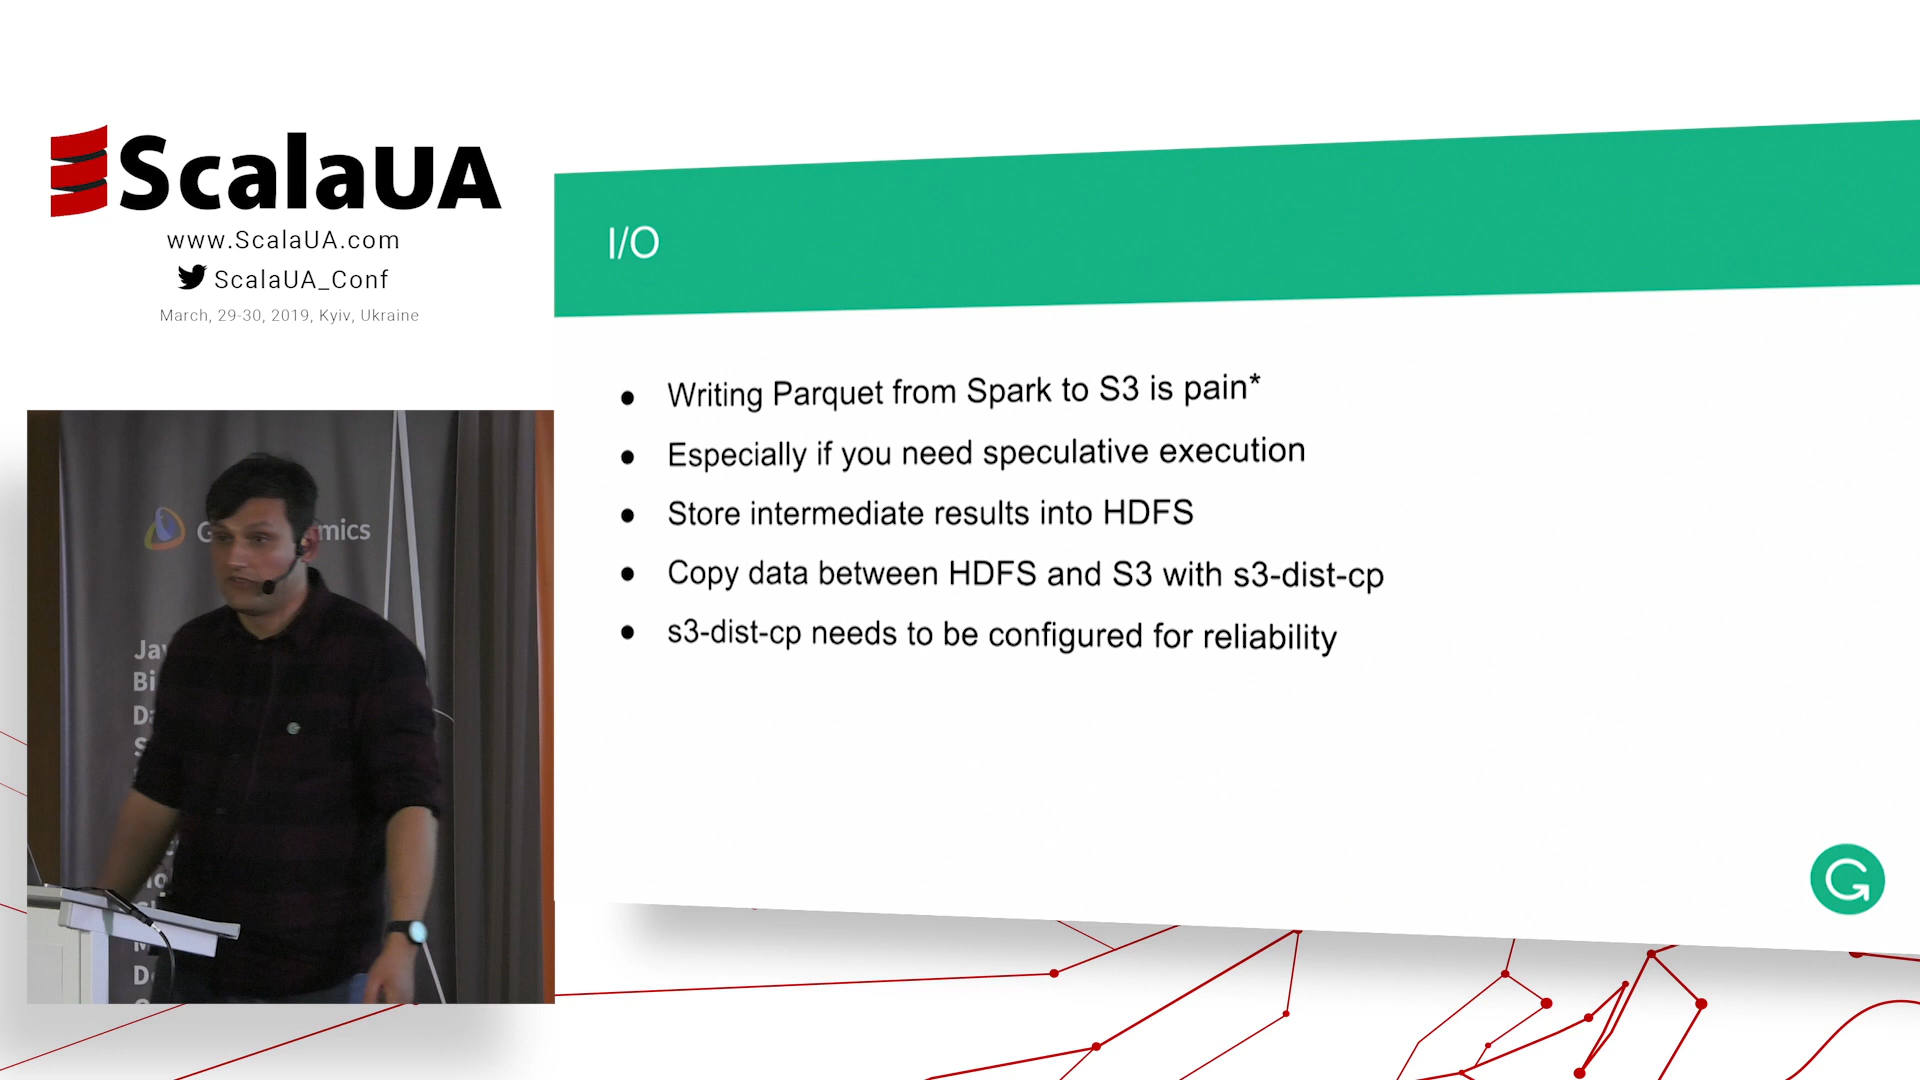 ScalaUA
www.ScalaUA.com
ScalaUA_Conf
March, 29-30, 2019, Kyiv, Ukraine
I/O
Writing Parquet from Spark to S3 is pain*
Especially if you need speculative execution
Store intermediate results into HDFS
Copy data between HDFS and S3 with s3-dist-cp
s3-dist-cp needs to be configured for reliability
G